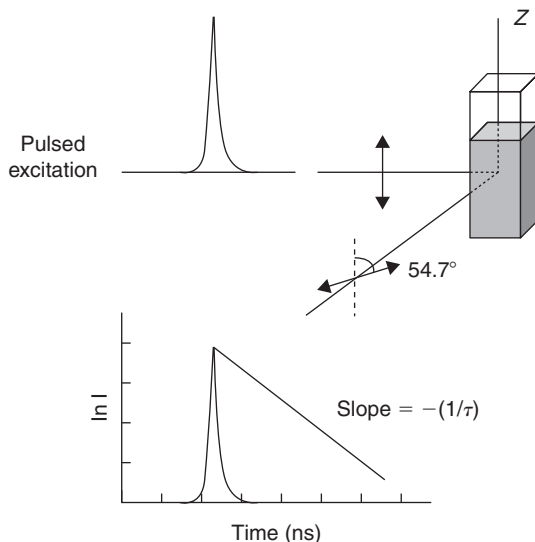 Z
Pulsed
excitation
54.7°
ln I
Slope = −(1/τ)
Time (ns)